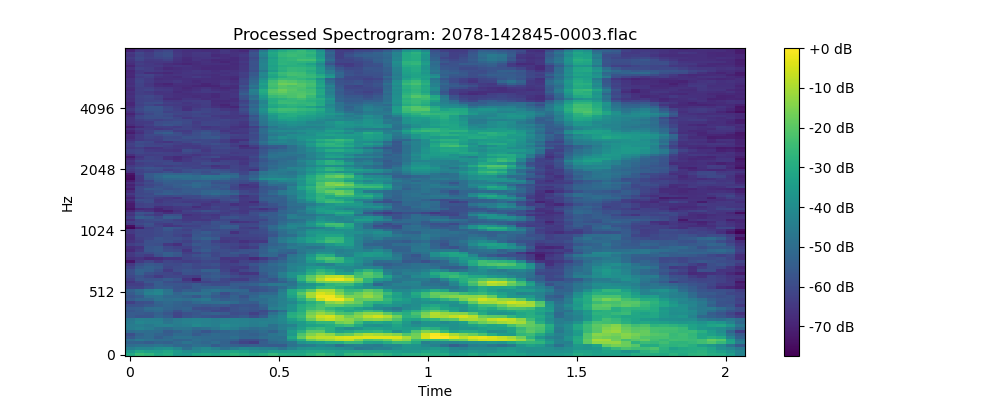 Processed Spectrogram: 2078-142845-0003.flac
Hz
4096
2048
1024
512
0
0
0.5
1
1.5
2
Time
+0 dB
-10 dB
-20 dB
-30 dB
-40 dB
-50 dB
-60 dB
-70 dB